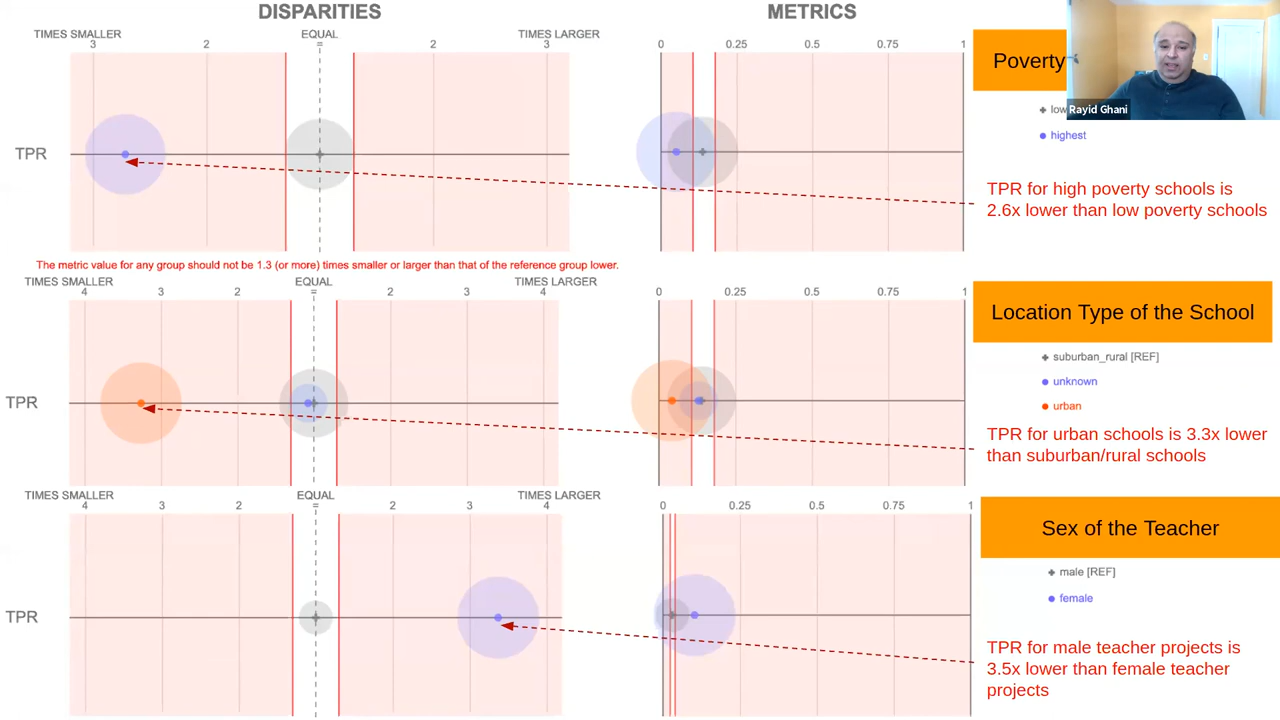 DISPARITIES
METRICS
TIMES SMALLER EQUAL TIMES LARGER
3 2 = 2 3
0 0.25 0.5 0.75 1
Poverty
Rayid Ghani
low
highest
TPR
TPR for high poverty schools is
2.6x lower than low poverty schools
The metric value for any group should not be 1.3 (or more) times smaller or larger than that of the reference group lower.
TIMES SMALLER EQUAL TIMES LARGER
4 3 2 = 2 3 4
0 0.25 0.5 0.75 1
Location Type of the School
suburban_rural [REF]
unknown
urban
TPR
TPR for urban schools is 3.3x lower
than suburban/rural schools
TIMES SMALLER EQUAL TIMES LARGER
4 3 2 = 2 3 4
0 0.25 0.5 0.75 1
Sex of the Teacher
male [REF]
female
TPR
TPR for male teacher projects is
3.5x lower than female teacher
projects